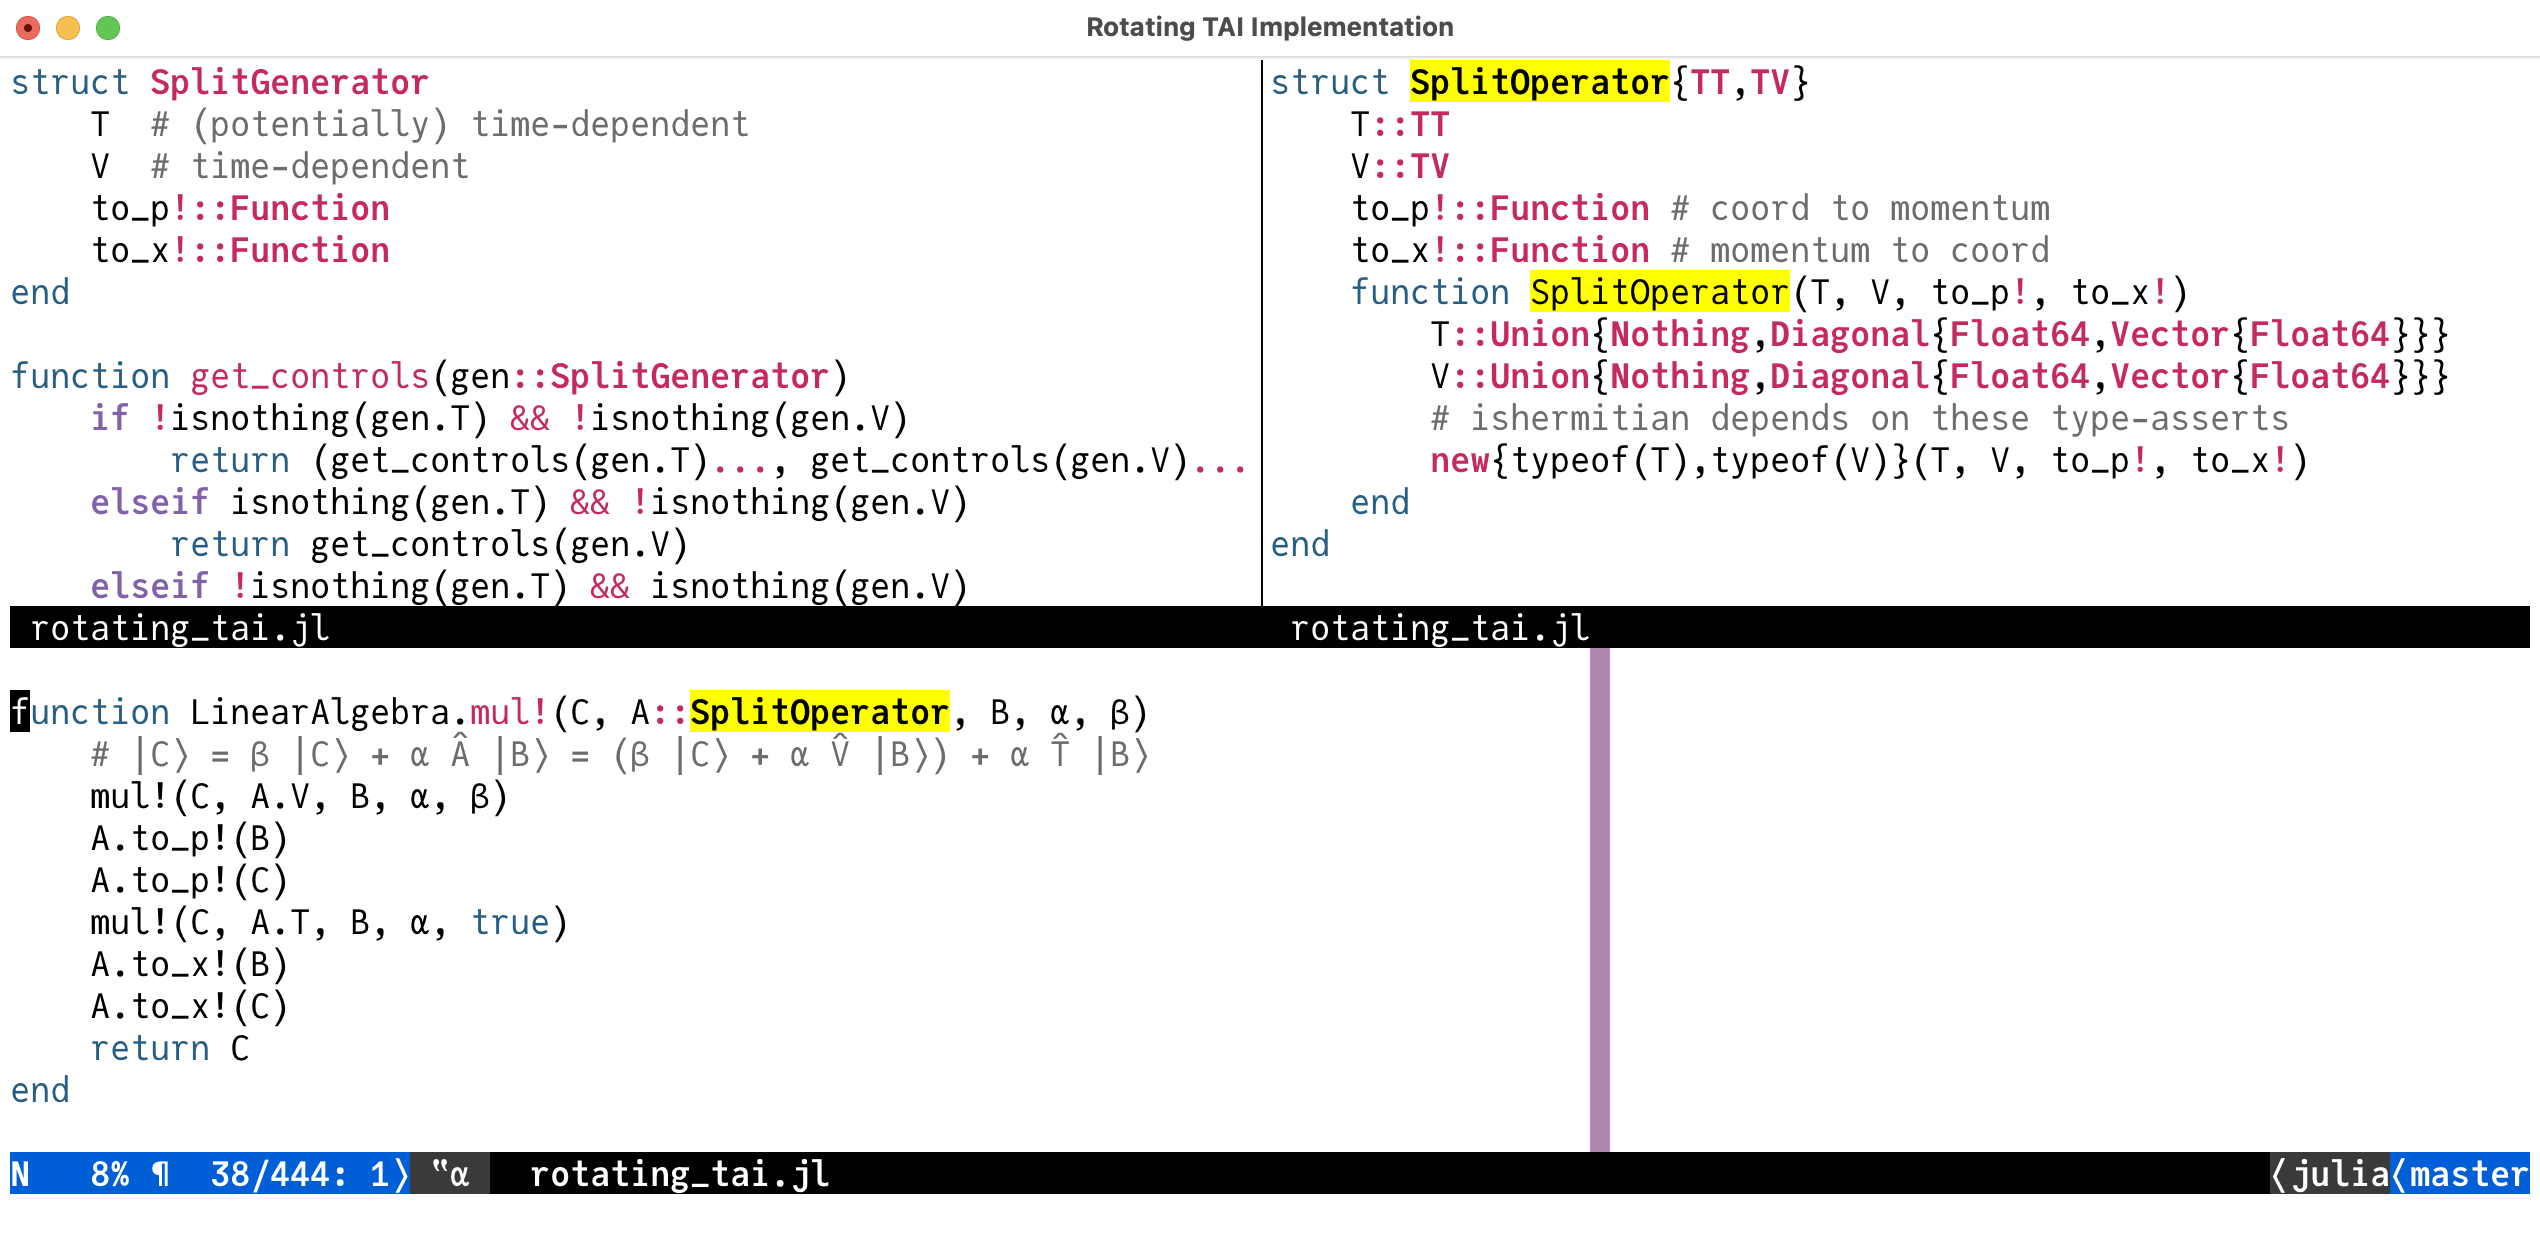 Rotating TAI Implementation
struct SplitGenerator
    T  # (potentially) time-dependent
    V  # time-dependent
    to_p!::Function
    to_x!::Function
end
function get_controls(gen::SplitGenerator)
    if !isnothing(gen.T) && !isnothing(gen.V)
        return (get_controls(gen.T)..., get_controls(gen.V)...
    elseif isnothing(gen.T) && !isnothing(gen.V)
        return get_controls(gen.V)
    elseif !isnothing(gen.T) && isnothing(gen.V)
rotating_tai.jl
struct SplitOperator{TT,TV}
    T::TT
    V::TV
    to_p!::Function # coord to momentum
    to_x!::Function # momentum to coord
    function SplitOperator(T, V, to_p!, to_x!)
        T::Union{Nothing,Diagonal{Float64,Vector{Float64}}}
        V::Union{Nothing,Diagonal{Float64,Vector{Float64}}}
        # ishermitian depends on these type-asserts
        new{typeof(T),typeof(V)}(T, V, to_p!, to_x!)
    end
end
rotating_tai.jl
function LinearAlgebra.mul!(C, A::SplitOperator, B, α, β)
    # |C⟩ = β |C⟩ + α Â |B⟩ = (β |C⟩ + α V̂ |B⟩) + α T̂ |B⟩
    mul!(C, A.V, B, α, β)
    A.to_p!(B)
    A.to_p!(C)
    mul!(C, A.T, B, α, true)
    A.to_x!(B)
    A.to_x!(C)
    return C
end
N   8% ¶  38/444: 1⟩ ‟α   rotating_tai.jl ⟨julia⟨master